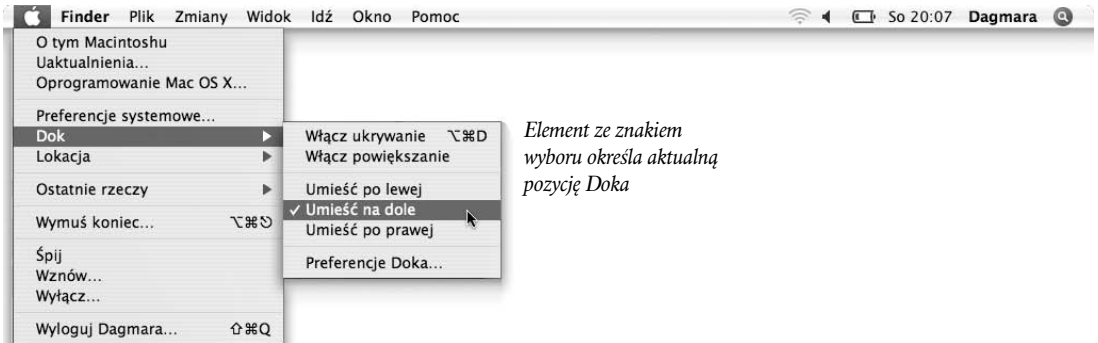 Finder Plik Zmiany Widok Idź Okno Pomoc So 20:07 Dagmara
O tym Macintoshu
Uaktualnienia...
Oprogramowanie Mac OS X...
Preferencje systemowe...
Dok
Lokacja
Ostatnie rzeczy
Wymuś koniec... ⌥⌘⎋
Śpij
Wznów...
Wyłącz...
Wyloguj Dagmara... ⇧⌘Q
Włącz ukrywanie ⌥⌘D
Włącz powiększanie
Umieść po lewej
✓ Umieść na dole
Umieść po prawej
Preferencje Doka...
Element ze znakiem
wyboru określa aktualną
pozycję Doka